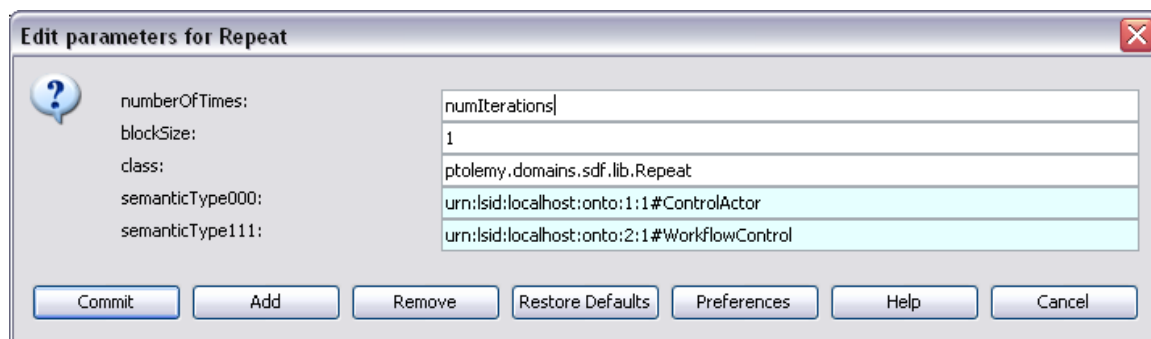 Edit parameters for Repeat
?
numberOfTimes: numIterations
blockSize: 1
class: ptolemy.domains.sdf.lib.Repeat
semanticType000: urn:lsid:localhost:onto:1:1#ControlActor
semanticType111: urn:lsid:localhost:onto:2:1#WorkflowControl
Commit Add Remove Restore Defaults Preferences Help Cancel